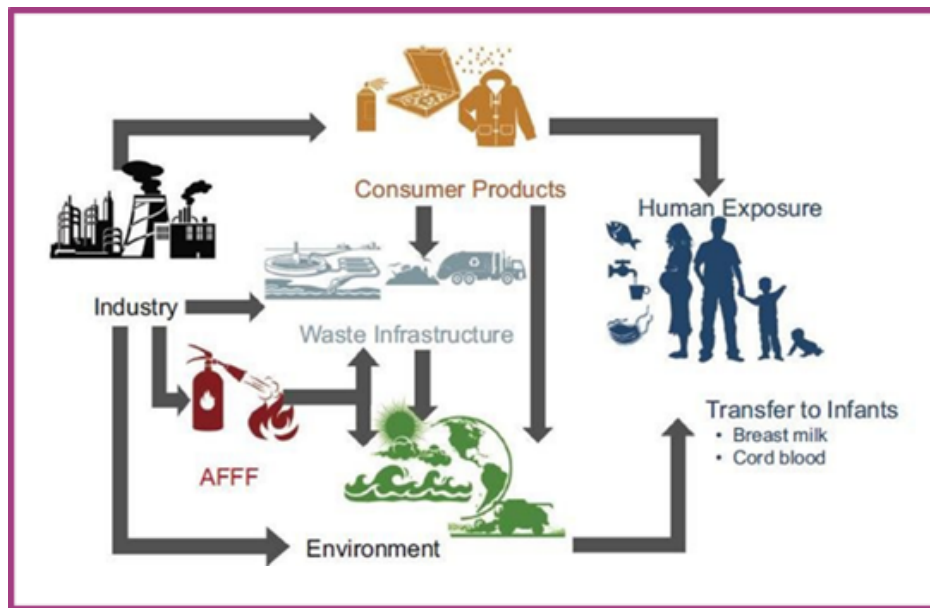 Consumer Products
Human Exposure
Industry
Waste Infrastructure
AFFF
Transfer to Infants
• Breast milk
• Cord blood
Environment